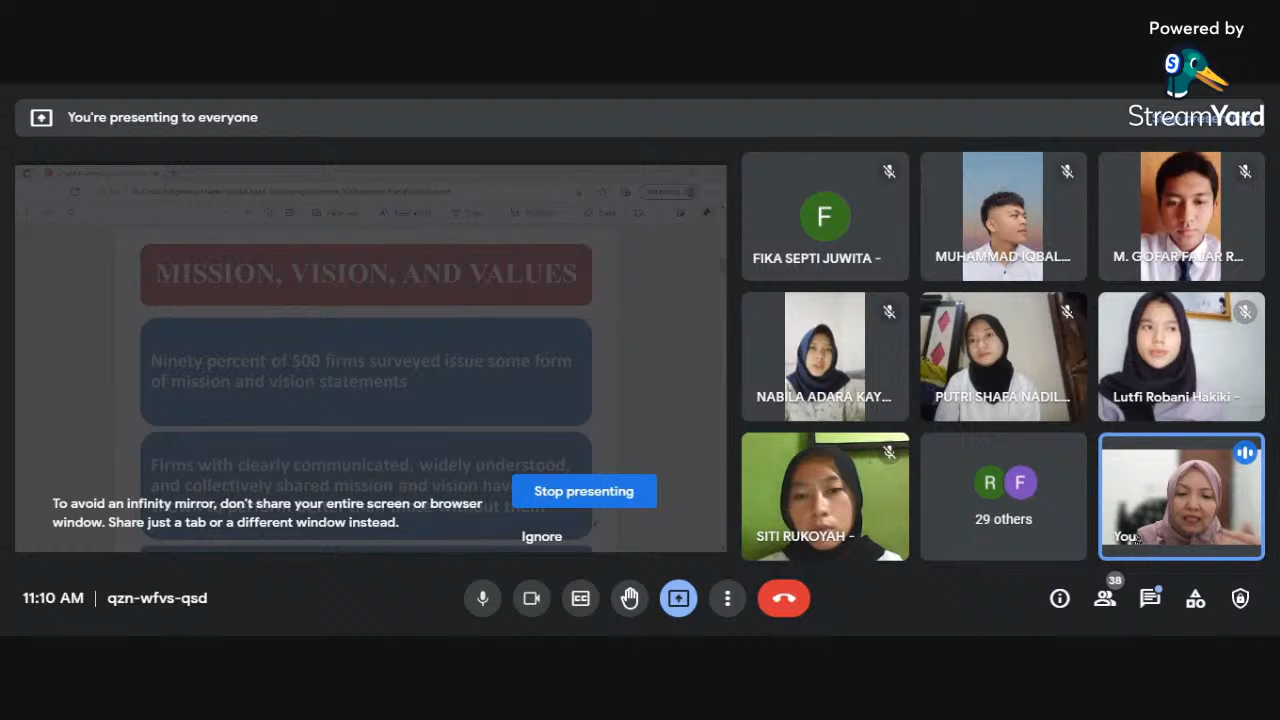 Powered by
StreamYard
You're presenting to everyone
MISSION, VISION, AND VALUES
Ninety percent of 500 firms surveyed issue some form
of mission and vision statements
Firms with clearly communicated, widely understood,
and collectively shared mission and vision have
To avoid an infinity mirror, don't share your entire screen or browser
window. Share just a tab or a different window instead.
Stop presenting
Ignore
F
FIKA SEPTI JUWITA -
MUHAMMAD IQBAL...
M. GOFAR FAJAR R...
NABILA ADARA KAY...
PUTRI SHAFA NADIL...
Lutfi Robani Hakiki -
SITI RUKOYAH -
R F
29 others
You
11:10 AM | qzn-wfvs-qsd
CC
38